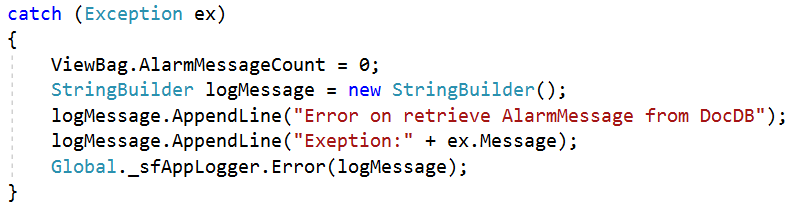 catch (Exception ex)
{
ViewBag.AlarmMessageCount = 0;
StringBuilder logMessage = new StringBuilder();
logMessage.AppendLine("Error on retrieve AlarmMessage from DocDB");
logMessage.AppendLine("Exeption:" + ex.Message);
Global._sfAppLogger.Error(logMessage);
}